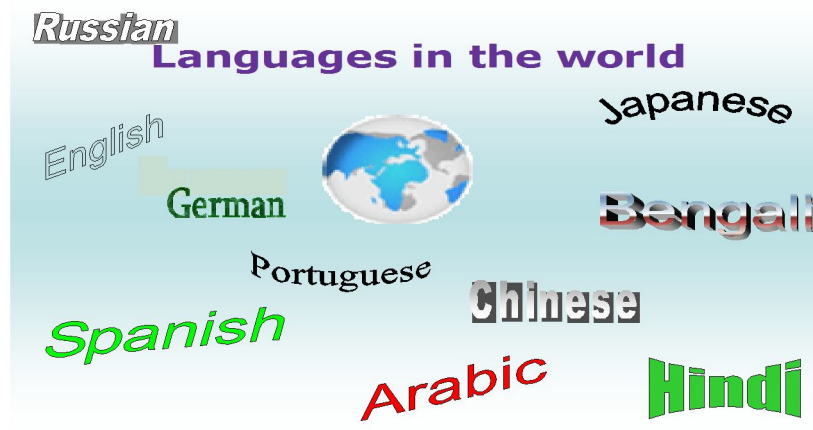 Russian
Languages in the world
Japanese
English
German
Bengali
Portuguese
Chinese
Spanish
Arabic
Hindi